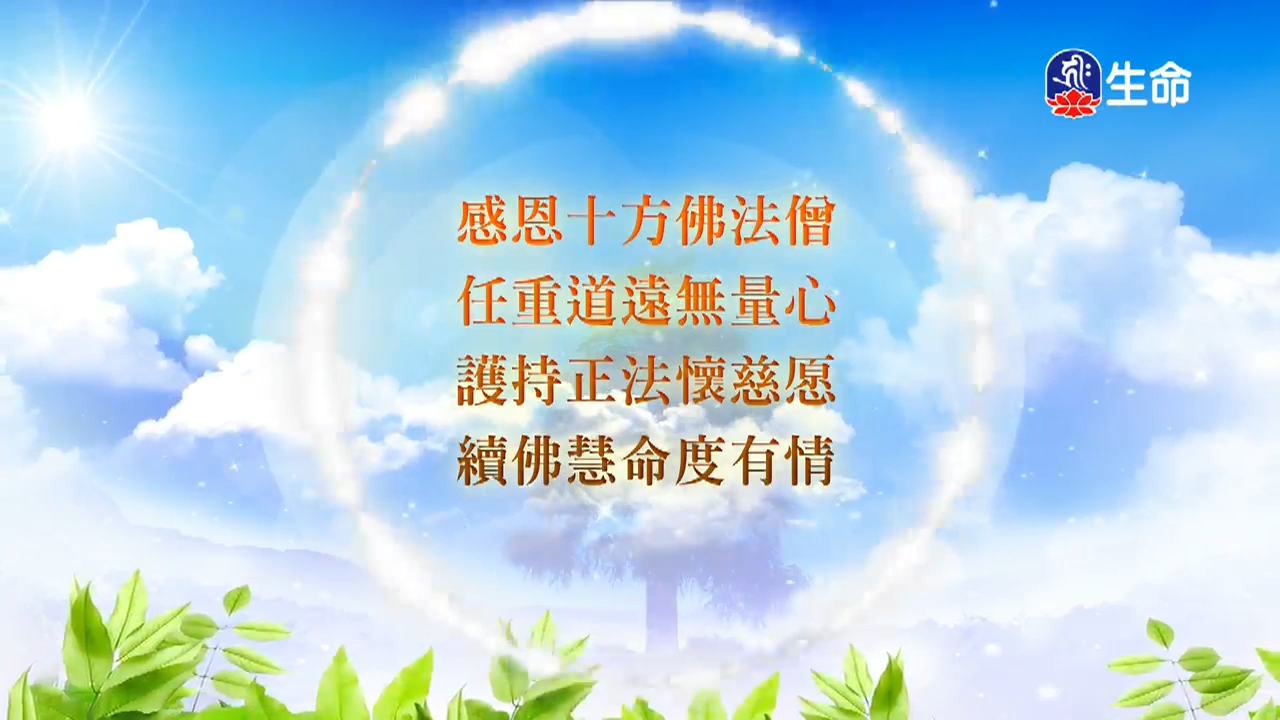 生命
感恩十方佛法僧
任重道遠無量心
護持正法懷慈愿
續佛慧命度有情